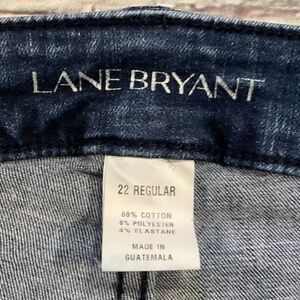 LANE BRYANT
22 REGULAR
88% COTTON
8% POLYESTER
4% ELASTANE
MADE IN
GUATEMALA